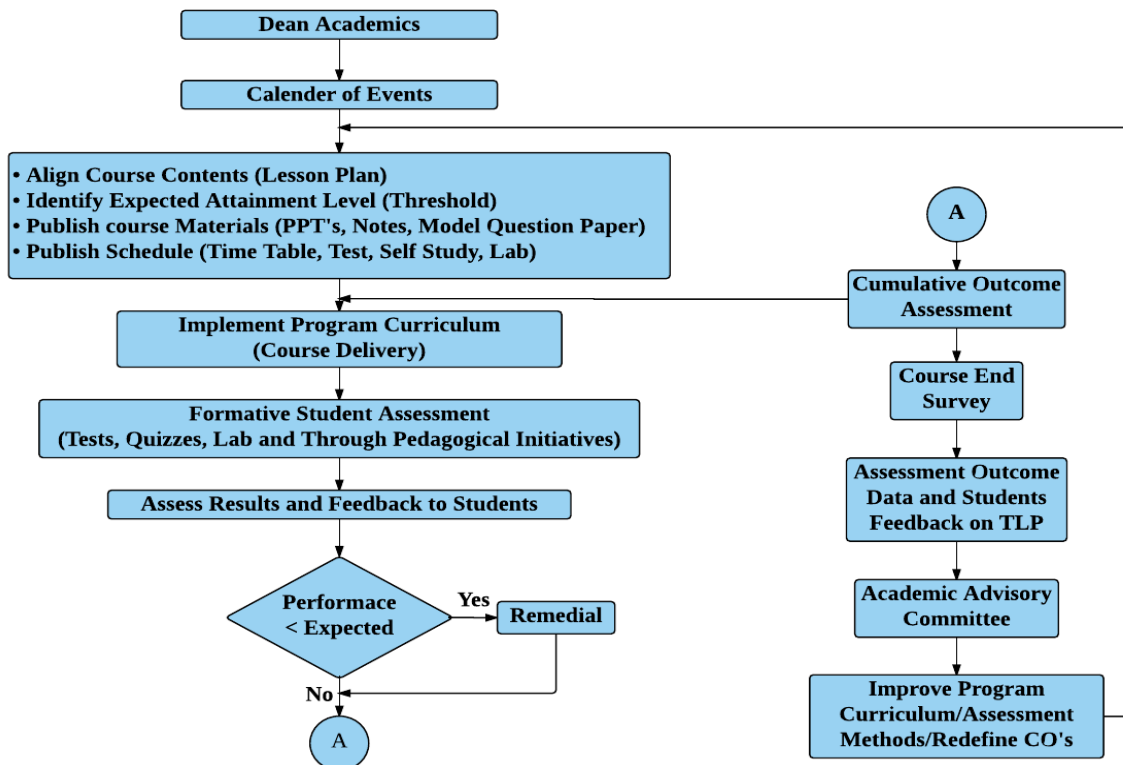 Dean Academics
Calender of Events
• Align Course Contents (Lesson Plan)
• Identify Expected Attainment Level (Threshold)
• Publish course Materials (PPT's, Notes, Model Question Paper)
• Publish Schedule (Time Table, Test, Self Study, Lab)
Implement Program Curriculum
(Course Delivery)
Formative Student Assessment
(Tests, Quizzes, Lab and Through Pedagogical Initiatives)
Assess Results and Feedback to Students
Performace
< Expected
Yes
Remedial
No
A
A
Cumulative Outcome
Assessment
Course End
Survey
Assessment Outcome
Data and Students
Feedback on TLP
Academic Advisory
Committee
Improve Program
Curriculum/Assessment
Methods/Redefine CO's